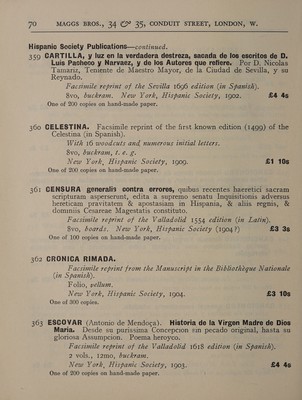 70 MAGGS BROS., 34 & 35, CONDUIT STREET, LONDON, W.
Hispanic Society Publications—continued.
359 CARTILLA, y luz en la verdadera destreza, sacada de los escritos de D.
Luis Pacheco y Narvaez, y de los Autores que refiere. Por D. Nicolas
Tamariz, Teniente de Maestro Mayor, de la Ciudad de Sevilla, y su
Reynado.
Facsimile reprint of the Sevilla 1696 edition (in Spanish).
8vo, buckram. New York, Hispanic Society, 1902. £4 4s
One of 200 copies on hand-made paper.
360 CELESTINA. Facsimile reprint of the first known edition (1499) of the
Celestina (in Spanish).
With 16 woodcuts and numerous initial letters.
8vo, buckram, t. e. g.
New York, Hispanic Society, 1909. £1 10s
One of 200 copies on hand-made paper.
361 CENSURA generalis contra errores, quibus recentes haeretici sacram
scripturam asperserunt, edita a supremo senatu Inquisitionis adversus
hereticam pravitatem & apostasiam in Hispania, & aliis regnis, &
domniis Cesareae Magestatis constituto.
Facsimile reprint of the Valladolid 1554 edition (in Latin).
8vo, boards. New York, Hispanic Society (1904?) £3 3s
One of 100 copies on hand-made paper.
362 CRONICA RIMADA.
Facsimile reprint from the Manuscript in the Bibliothèque Nationale
(in Spanish).
Folio, vellum.
New York, Hispanic Society, 1904. £3 10s
One of 200 copies.
363 ESCOVAR (Antonio de Mendoça). Historia de la Virgen Madre de Dios
Maria. Desde su purissima Concepcion sin pecado original, hasta su
gloriosa Assumpcion. Poema heroyco.
Facsimile reprint of the Valladolid 1618 edition (in Spanish).
2 vols., 12mo, buckram.
New York, Hispanic Society, 1903. £4 4s
One of 200 copies on hand-made paper.